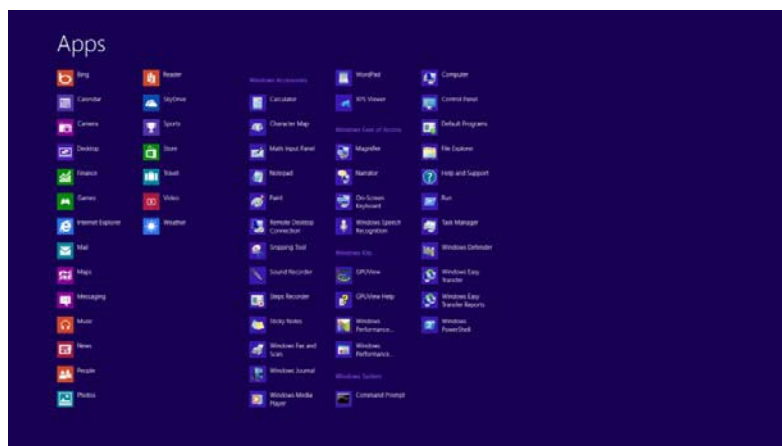 Apps
Bing
Calendar
Camera
Desktop
Finance
Games
Internet Explorer
Mail
Maps
Messaging
Music
News
People
Photos
Reader
SkyDrive
Sports
Store
Travel
Video
Weather
Windows Accessories
Calculator
Character Map
Math Input Panel
Notepad
Paint
Remote Desktop
Connection
Snipping Tool
Sound Recorder
Steps Recorder
Sticky Notes
Windows Fax and
Scan
Windows Journal
Windows Media
Player
WordPad
XPS Viewer
Windows Ease of Access
Magnifier
Narrator
On-Screen
Keyboard
Windows Speech
Recognition
Windows Kits
GPUView
GPUView Help
Windows
Performance...
Windows
Performance...
Windows System
Command Prompt
Computer
Control Panel
Default Programs
File Explorer
Help and Support
Run
Task Manager
Windows Defender
Windows Easy
Transfer
Windows Easy
Transfer Reports
Windows
PowerShell